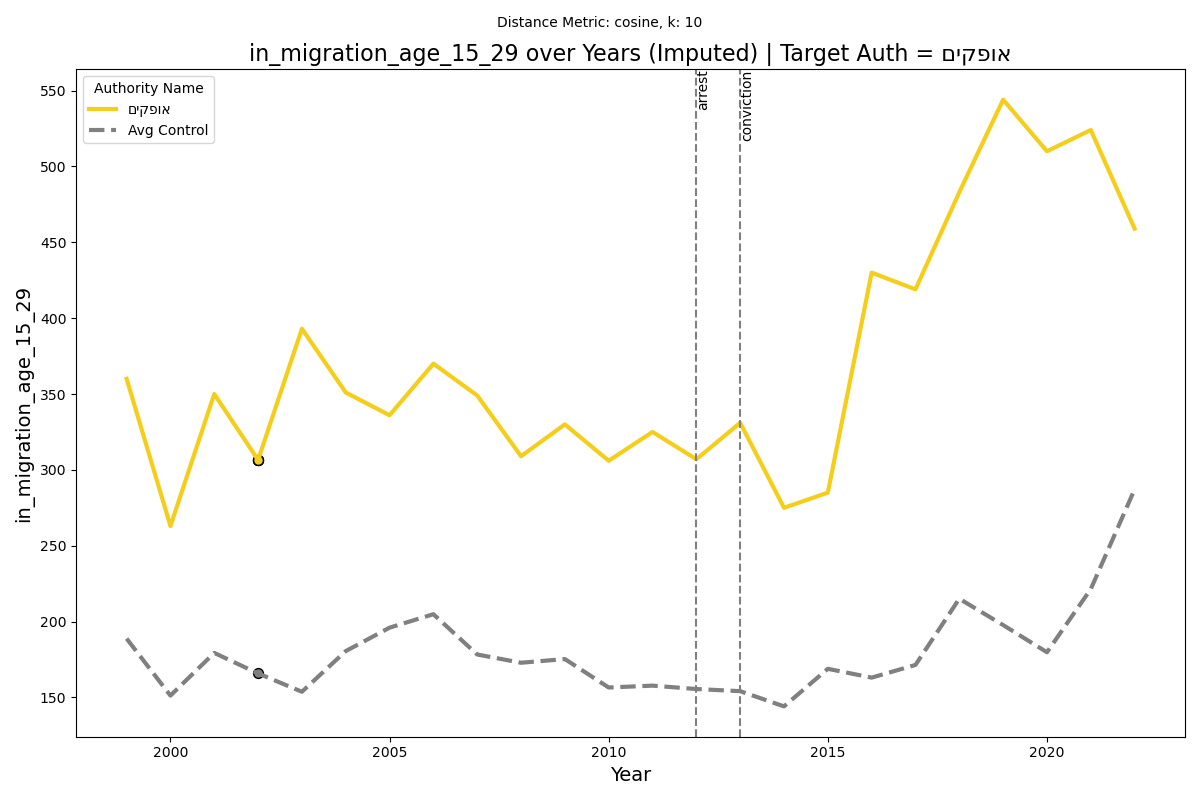 Distance Metric: cosine, k: 10
in_migration_age_15_29 over Years (Imputed) | Target Auth = אופקים
Authority Name
אופקים
Avg Control
arrest
conviction
in_migration_age_15_29
550
500
450
400
350
300
250
200
150
2000
2005
2010
2015
2020
Year